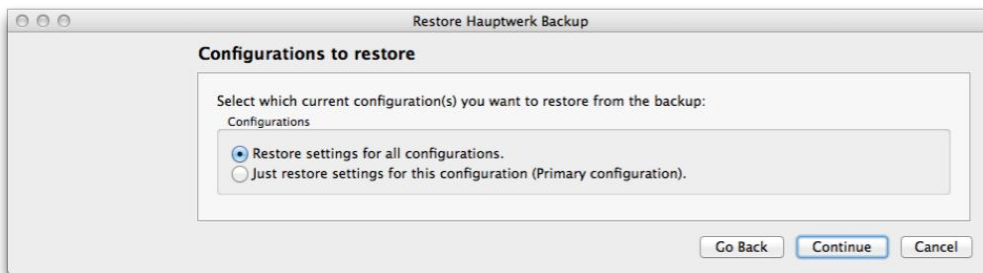 Restore Hauptwerk Backup
Configurations to restore
Select which current configuration(s) you want to restore from the backup:
Configurations
Restore settings for all configurations.
Just restore settings for this configuration (Primary configuration).
Go Back Continue Cancel